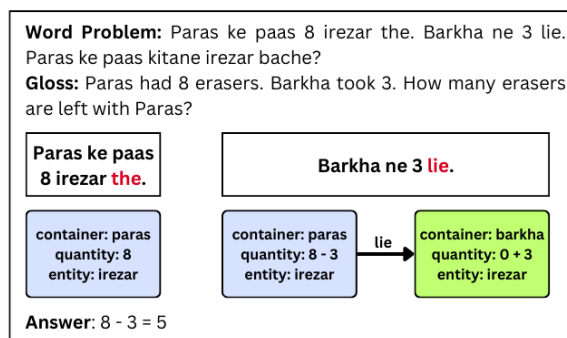 Word Problem: Paras ke paas 8 irezar the. Barkha ne 3 lie.
Paras ke paas kitane irezar bache?
Gloss: Paras had 8 erasers. Barkha took 3. How many erasers
are left with Paras?
Paras ke paas
8 irezar the.
Barkha ne 3 lie.
container: paras
quantity: 8
entity: irezar
container: paras
quantity: 8 - 3
entity: irezar
lie
container: barkha
quantity: 0 + 3
entity: irezar
Answer: 8 - 3 = 5